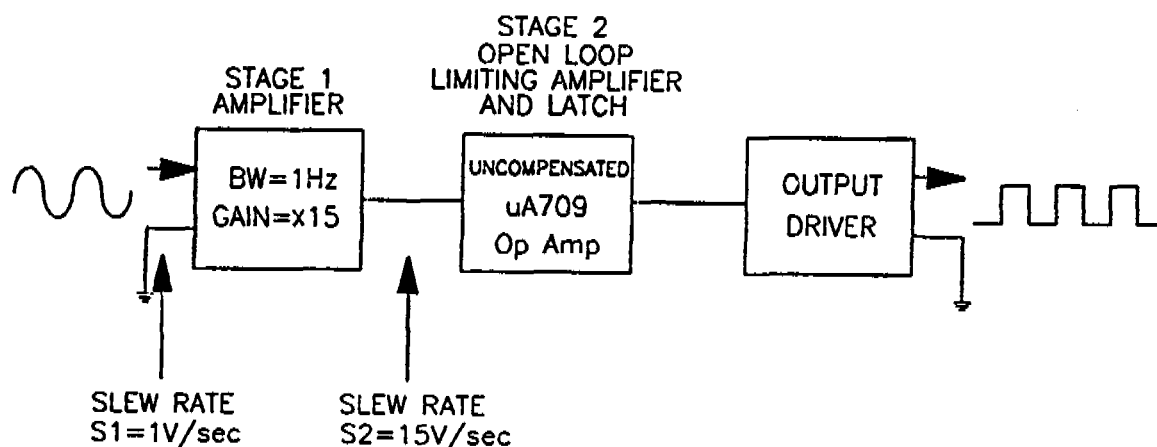 STAGE 1
AMPLIFIER
BW=1Hz
GAIN=x15
STAGE 2
OPEN LOOP
LIMITING AMPLIFIER
AND LATCH
UNCOMPENSATED
uA709
Op Amp
OUTPUT
DRIVER
SLEW RATE
S1=1V/sec
SLEW RATE
S2=15V/sec